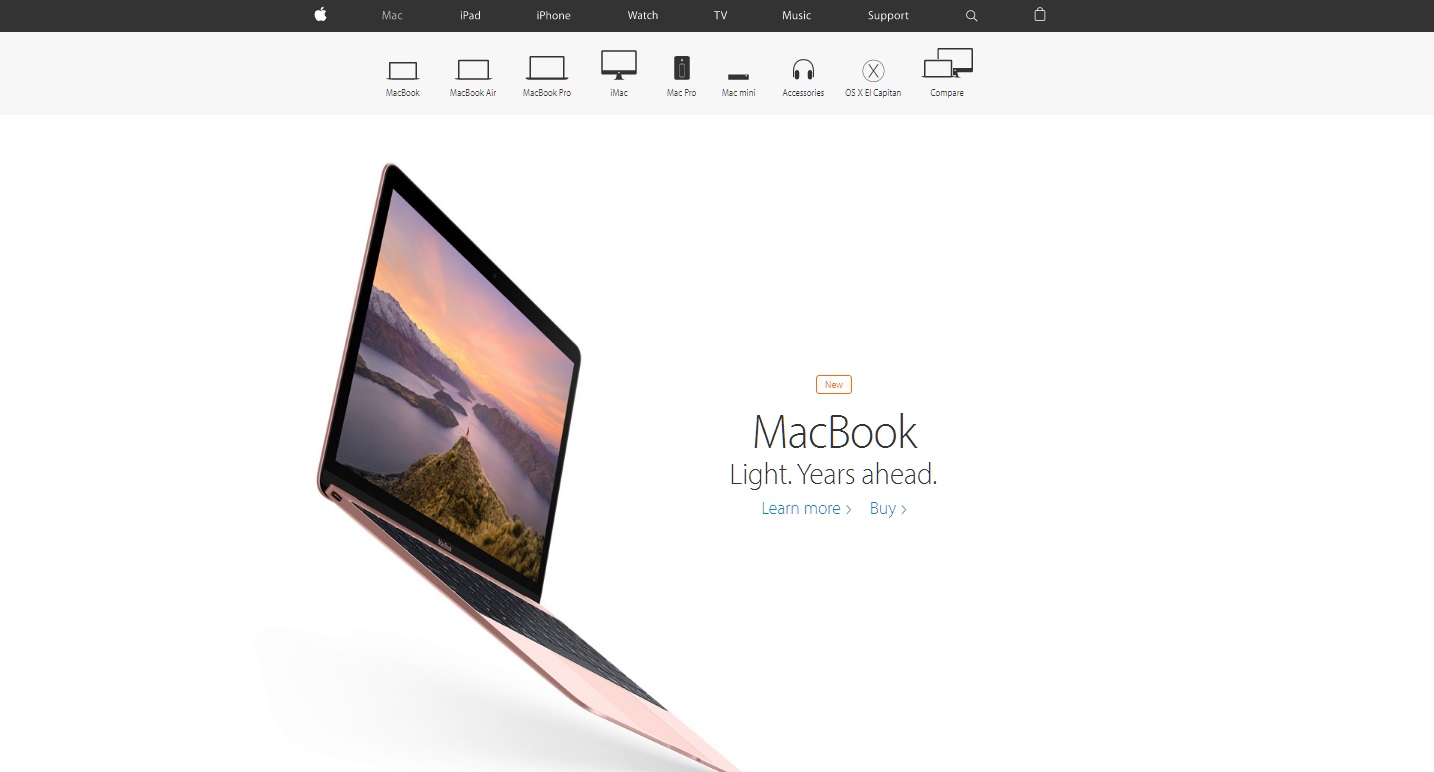 Mac iPad iPhone Watch TV Music Support
MacBook MacBook Air MacBook Pro iMac Mac Pro Mac mini Accessories OS X El Capitan Compare
New
MacBook
Light. Years ahead.
Learn more > Buy >